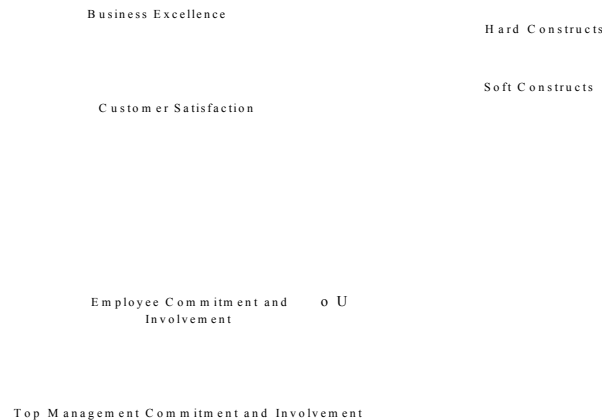 Business Excellence
Hard Constructs
Soft Constructs
Customer Satisfaction
Employee Commitment and
Involvement
o U
Top Management Commitment and Involvement